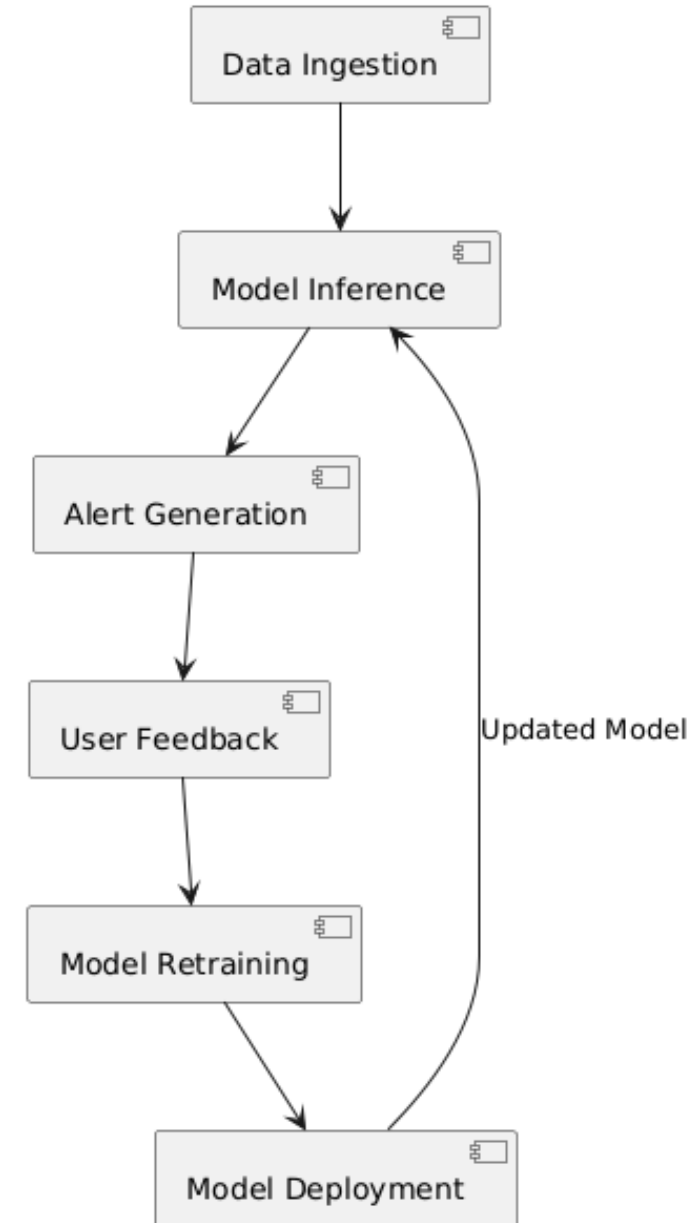 Data Ingestion
Model Inference
Alert Generation
User Feedback
Updated Model
Model Retraining
Model Deployment